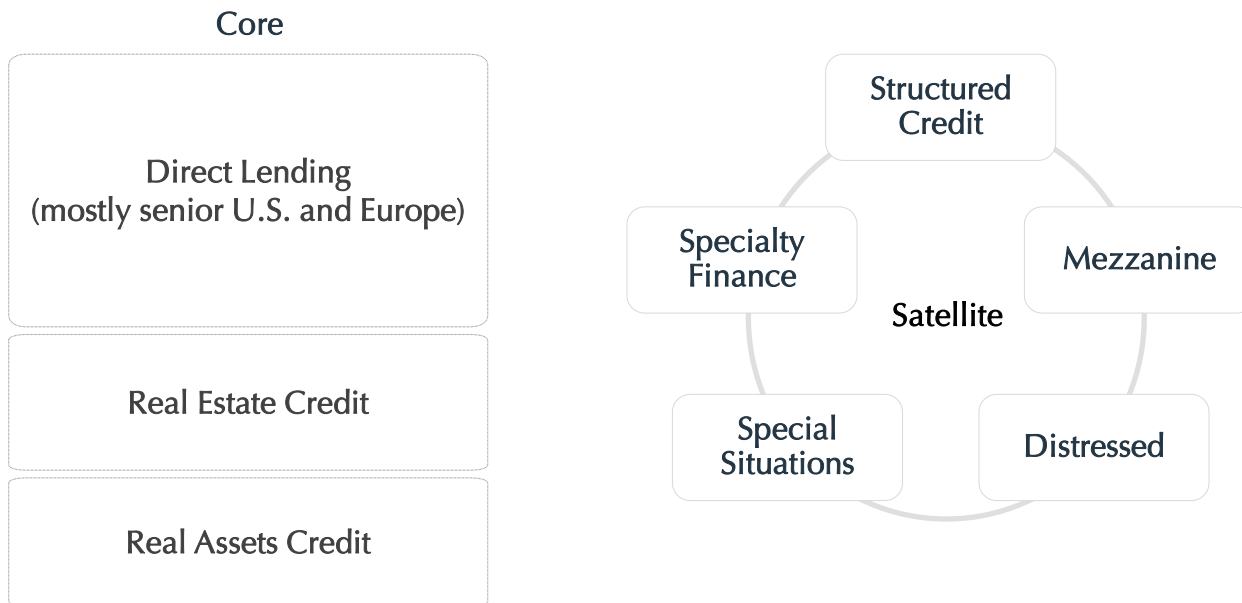 Core
Direct Lending
(mostly senior U.S. and Europe)
Real Estate Credit
Real Assets Credit
Structured
Credit
Specialty
Finance
Mezzanine
Satellite
Special
Situations
Distressed